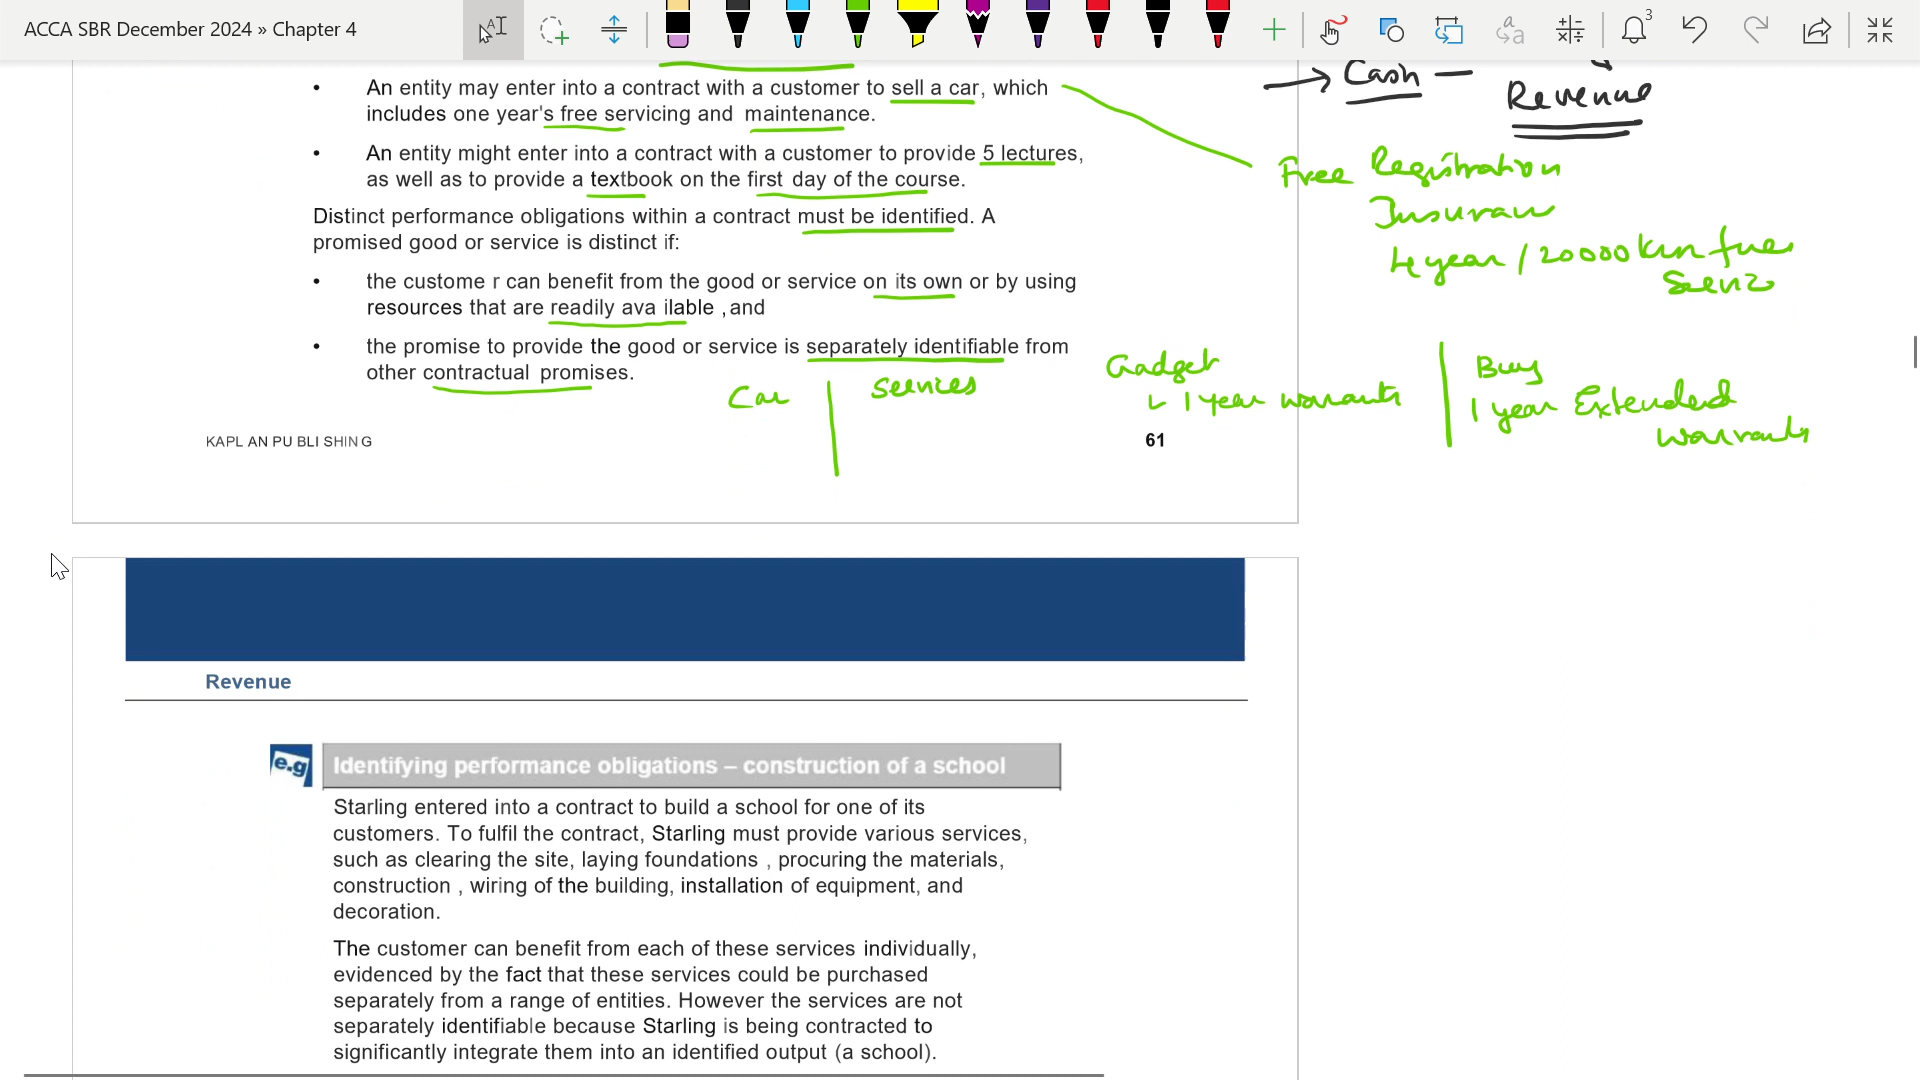 ACCA SBR December 2024 » Chapter 4
3
• An entity may enter into a contract with a customer to sell a car, which
includes one year's free servicing and maintenance.
• An entity might enter into a contract with a customer to provide 5 lectures,
as well as to provide a textbook on the first day of the course.
Distinct performance obligations within a contract must be identified. A
promised good or service is distinct if:
• the custome r can benefit from the good or service on its own or by using
resources that are readily ava ilable , and
• the promise to provide the good or service is separately identifiable from
other contractual promises.
Cash
Revenue
Free Registration
4 year / 20000 km free
Car
Services
Gadget
1 year
Buy
1 year Extended
KAPL AN PU BLI SHIN G
61
Revenue
e.g
Identifying performance obligations – construction of a school
Starling entered into a contract to build a school for one of its
customers. To fulfil the contract, Starling must provide various services,
such as clearing the site, laying foundations , procuring the materials,
construction , wiring of the building, installation of equipment, and
decoration.
The customer can benefit from each of these services individually,
evidenced by the fact that these services could be purchased
separately from a range of entities. However the services are not
separately identifiable because Starling is being contracted to
significantly integrate them into an identified output (a school).